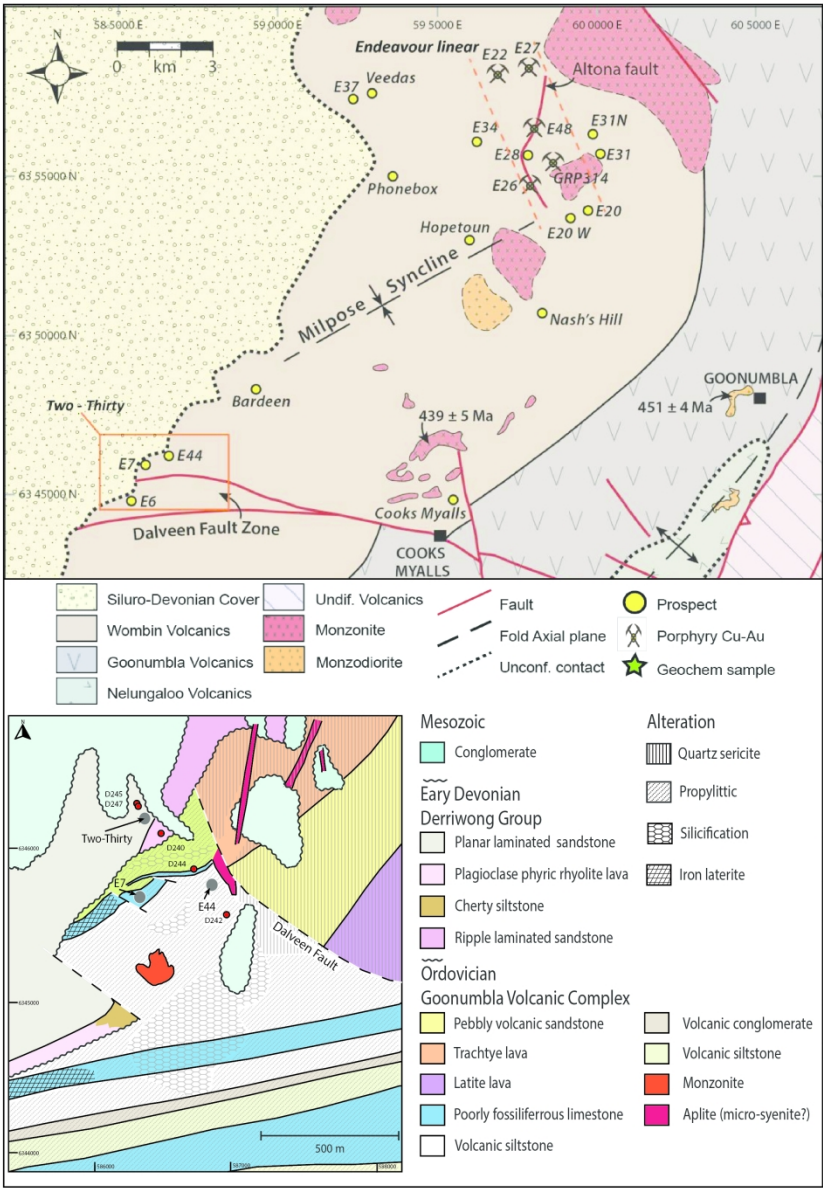 58 5000 E
59 0000 E
59 5000 E
60 0000 E
60 5000 E
N
0 km 3
Endeavour linear
E22
E27
Altona fault
E37
Veedas
E34
E48
E31N
E28
E31
63 55000 N
Phonebox
E26
GRP314
E20
Hopetoun
E20 W
Milpose Syncline
Nash's Hill
63 50000 N
GOONUMBLA
Bardeen
451 ± 4 Ma
Two - Thirty
439 ± 5 Ma
E7
E44
63 45000 N
E6
Cooks Myalls
Dalveen Fault Zone
COOKS
MYALLS
Siluro-Devonian Cover
Undif. Volcanics
Fault
Prospect
Wombin Volcanics
Monzonite
Fold Axial plane
Porphyry Cu-Au
Goonumbla Volcanics
Monzodiorite
Unconf. contact
Geochem sample
Nelungaloo Volcanics
N
D245
D247
Two-Thirty
6346000
D240
D244
E7
E44
D242
Dalveen Fault
6345000
500 m
6344000
586000
587000
588000
Mesozoic
Conglomerate
Eary Devonian
Derriwong Group
Planar laminated sandstone
Plagioclase phyric rhyolite lava
Cherty siltstone
Ripple laminated sandstone
Ordovician
Goonumbla Volcanic Complex
Pebbly volcanic sandstone
Trachtye lava
Latite lava
Poorly fossiliferrous limestone
Volcanic siltstone
Volcanic conglomerate
Volcanic siltstone
Monzonite
Aplite (micro-syenite?)
Alteration
Quartz sericite
Propylittic
Silicification
Iron laterite